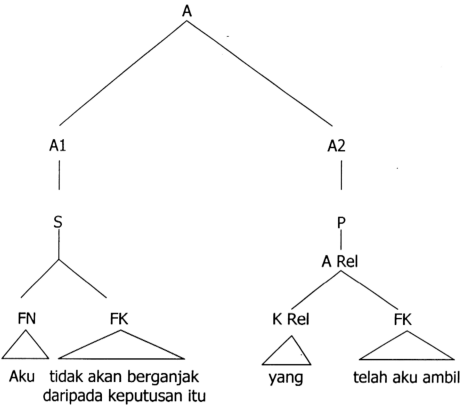 A
A1 A2
S P
A Rel
FN FK K Rel FK
Aku tidak akan berganjak yang telah aku ambil
daripada keputusan itu